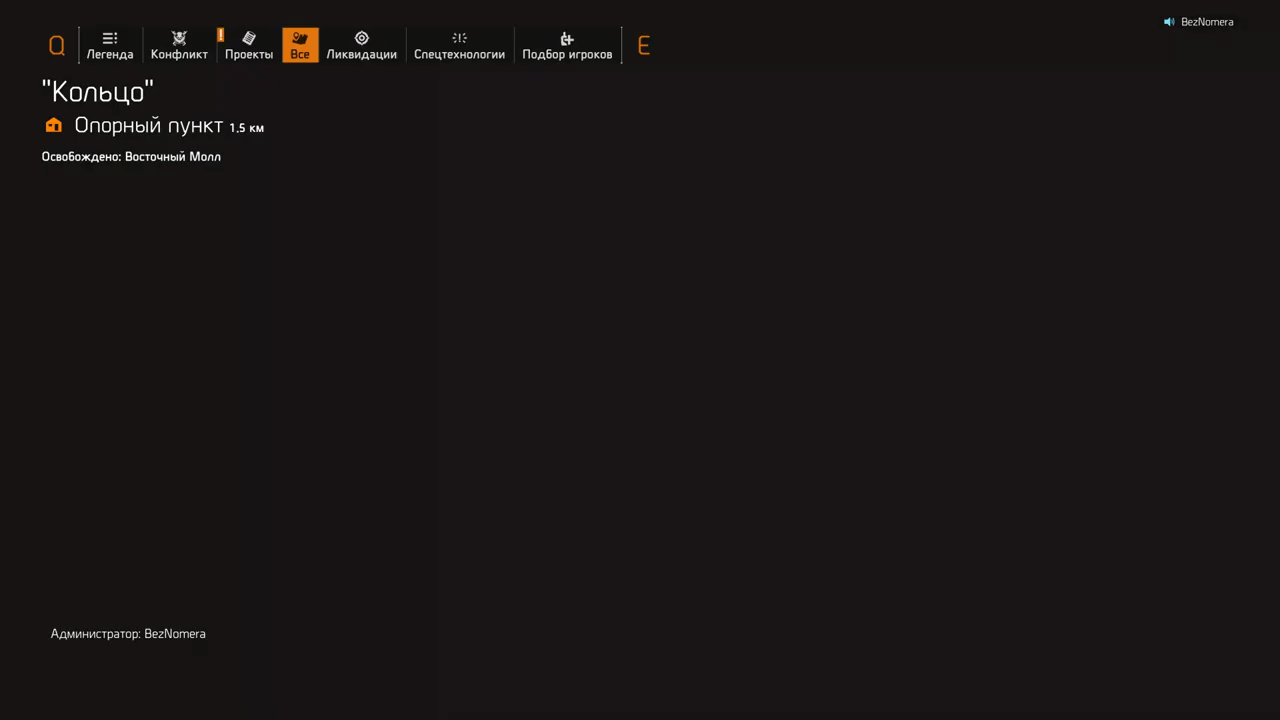 BezNomera
Q Легенда Конфликт ! Проекты Все Ликвидации Спецтехнологии Подбор игроков E
"Кольцо"
Опорный пункт 1,5 км
Освобождено: Восточный Молл
Администратор: BezNomera